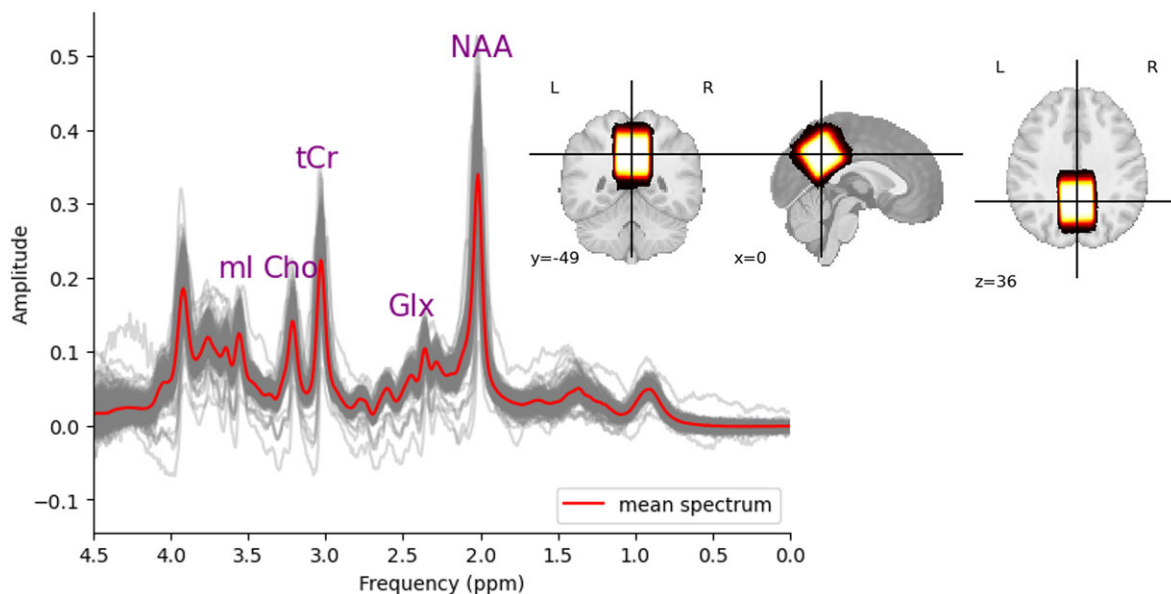 NAA
tCr
mI Cho
Glx
L
R
L
R
y=-49
x=0
z=36
0.5
0.4
0.3
0.2
0.1
0.0
−0.1
Amplitude
mean spectrum
4.5 4.0 3.5 3.0 2.5 2.0 1.5 1.0 0.5 0.0
Frequency (ppm)